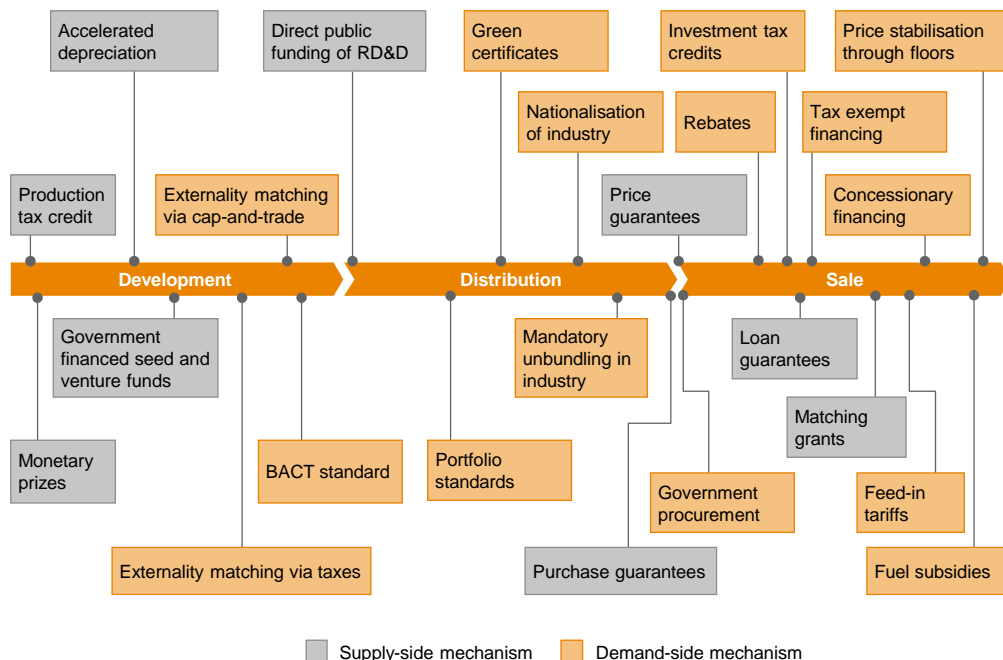 Accelerated
depreciation
Direct public
funding of RD&D
Green
certificates
Investment tax
credits
Price stabilisation
through floors
Nationalisation
of industry
Rebates
Tax exempt
financing
Production
tax credit
Externality matching
via cap-and-trade
Price
guarantees
Concessionary
financing
Development
Distribution
Sale
Government
financed seed and
venture funds
Mandatory
unbundling in
industry
Loan
guarantees
Matching
grants
Monetary
prizes
BACT standard
Portfolio
standards
Government
procurement
Feed-in
tariffs
Externality matching via taxes
Purchase guarantees
Fuel subsidies
Supply-side mechanism
Demand-side mechanism